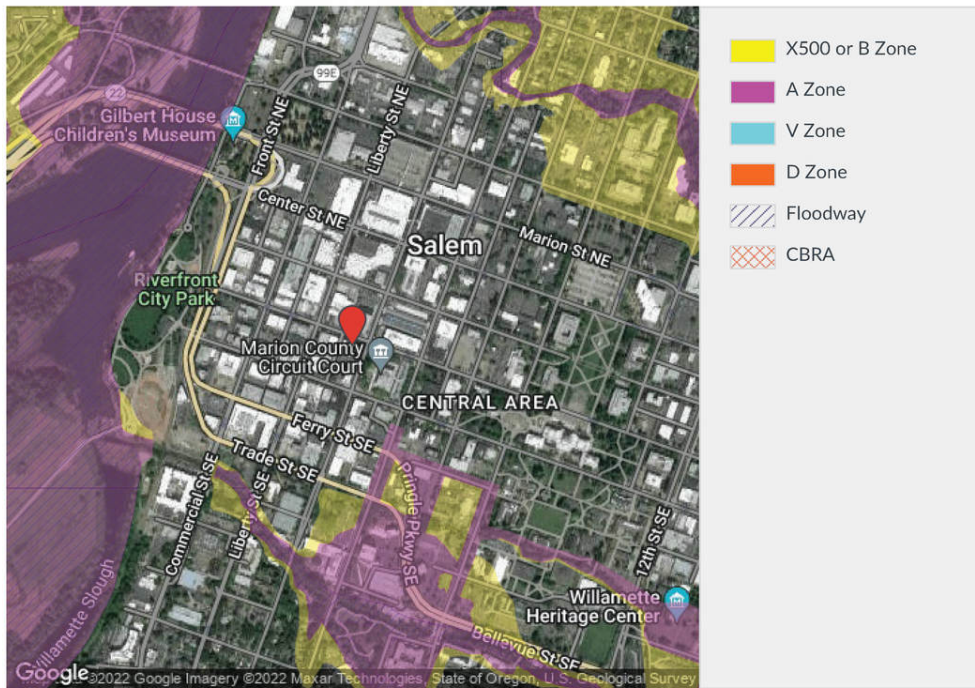 99E
22
Gilbert House
Children's Museum
Front St NE
Liberty St NE
Center St NE
Marion St NE
Salem
Riverfront
City Park
Marion County
Circuit Court
CENTRAL AREA
Ferry St SE
Trade St SE
Pringle Pkwy SE
Commercial St SE
Liberty St SE
12th St SE
Willamette
Heritage Center
Willamette Slough
Bellevue St SE
Google
©2022 Google Imagery ©2022 Maxar Technologies, State of Oregon, U.S. Geological Survey
X500 or B Zone
A Zone
V Zone
D Zone
Floodway
CBRA